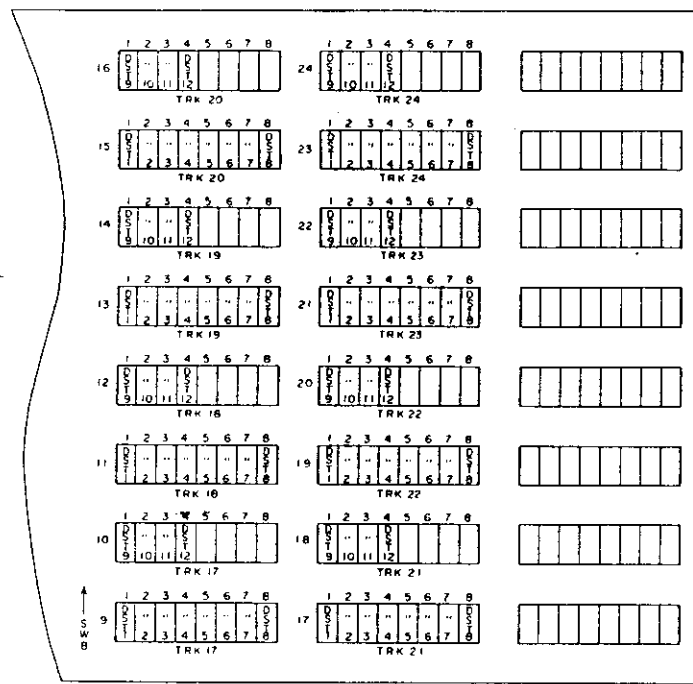 1 2 3 4 5 6 7 8 1 2 3 4 5 6 7 8
16 DST 9 " 10 " 11 DST 12 24 DST 9 " 10 " 11 DST 12
TRK 20 TRK 24
1 2 3 4 5 6 7 8 1 2 3 4 5 6 7 8
15 DST 1 " 2 " 3 " 4 " 5 " 6 " 7 DST 8 23 DST 1 " 2 " 3 " 4 " 5 " 6 " 7 DST 8
TRK 20 TRK 24
1 2 3 4 5 6 7 8 1 2 3 4 5 6 7 8
14 DST 9 " 10 " 11 DST 12 22 DST 9 " 10 " 11 DST 12
TRK 19 TRK 23
1 2 3 4 5 6 7 8 1 2 3 4 5 6 7 8
13 DST 1 " 2 " 3 " 4 " 5 " 6 " 7 DST 8 21 DST 1 " 2 " 3 " 4 " 5 " 6 " 7 DST 8
TRK 19 TRK 23
1 2 3 4 5 6 7 8 1 2 3 4 5 6 7 8
12 DST 9 " 10 " 11 DST 12 20 DST 9 " 10 " 11 DST 12
TRK 18 TRK 22
1 2 3 4 5 6 7 8 1 2 3 4 5 6 7 8
11 DST 1 " 2 " 3 " 4 " 5 " 6 " 7 DST 8 19 DST 1 " 2 " 3 " 4 " 5 " 6 " 7 DST 8
TRK 18 TRK 22
1 2 3 4 5 6 7 8 1 2 3 4 5 6 7 8
10 DST 9 " 10 " 11 DST 12 18 DST 9 " 10 " 11 DST 12
TRK 17 TRK 21
1 2 3 4 5 6 7 8 1 2 3 4 5 6 7 8
SWB 9 DST 1 " 2 " 3 " 4 " 5 " 6 " 7 DST 8 17 DST 1 " 2 " 3 " 4 " 5 " 6 " 7 DST 8
TRK 17 TRK 21